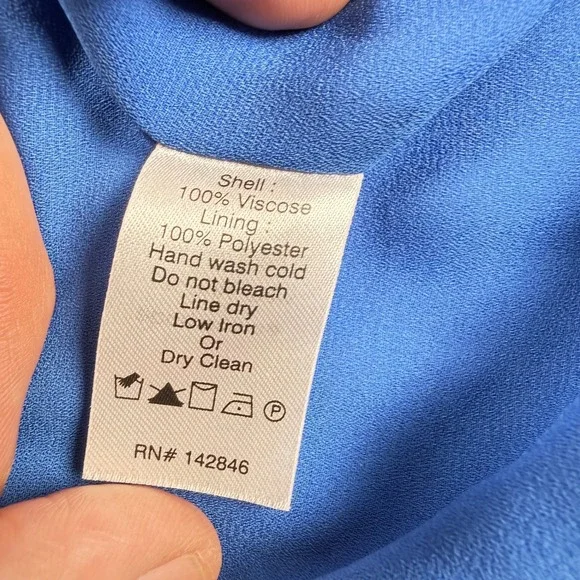 Shell :
100% Viscose
Lining :
100% Polyester
Hand wash cold
Do not bleach
Line dry
Low Iron
Or
Dry Clean
P
RN# 142846